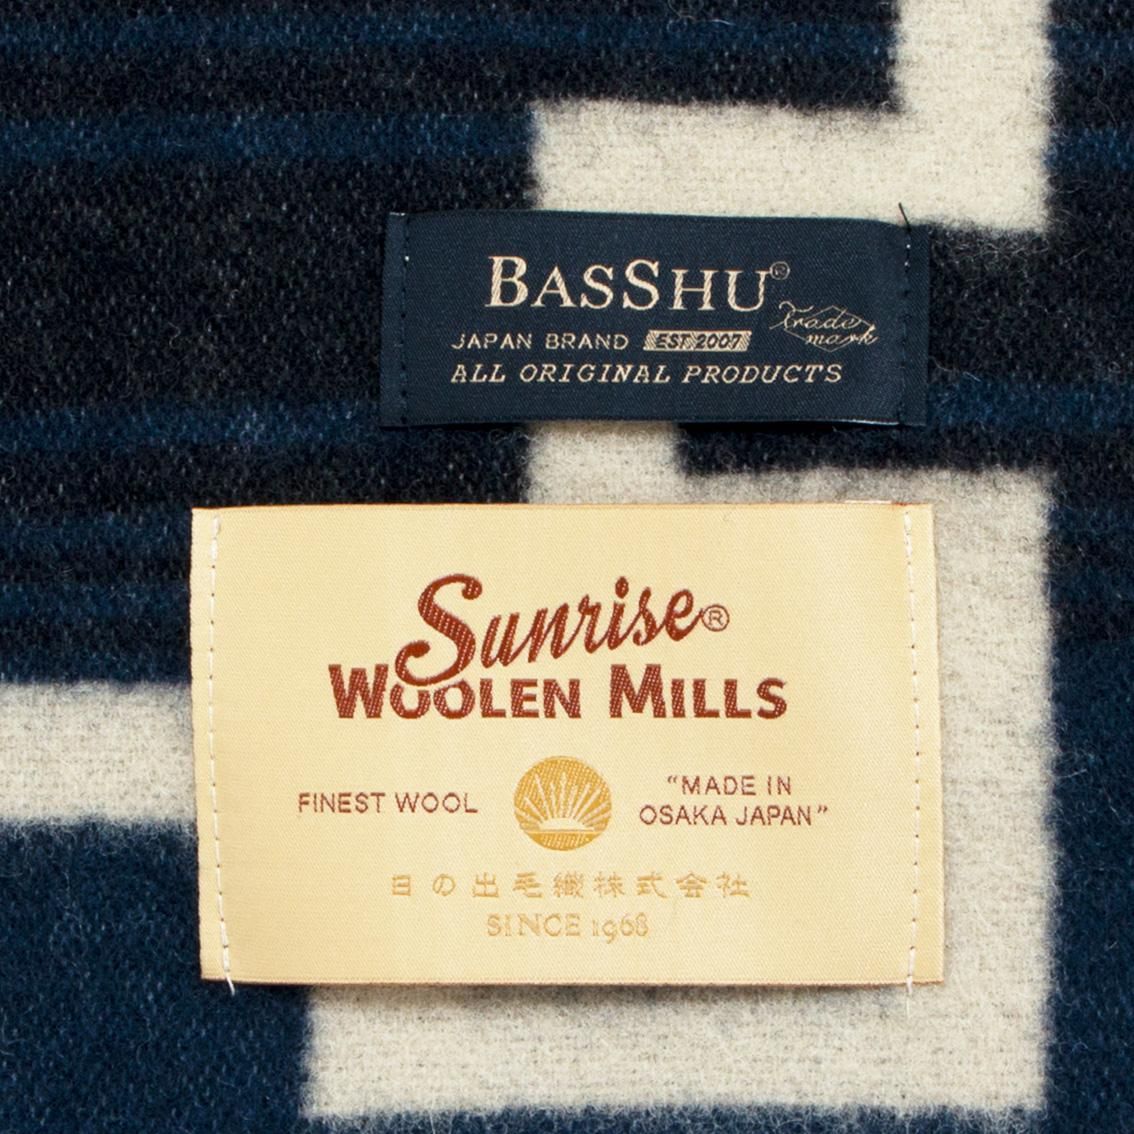 BASSHU®
Trade
mark
JAPAN BRAND EST 2007
ALL ORIGINAL PRODUCTS
Sunrise®
WOOLEN MILLS
FINEST WOOL
"MADE IN
OSAKA JAPAN"
日の出毛織株式会社
SINCE 1968